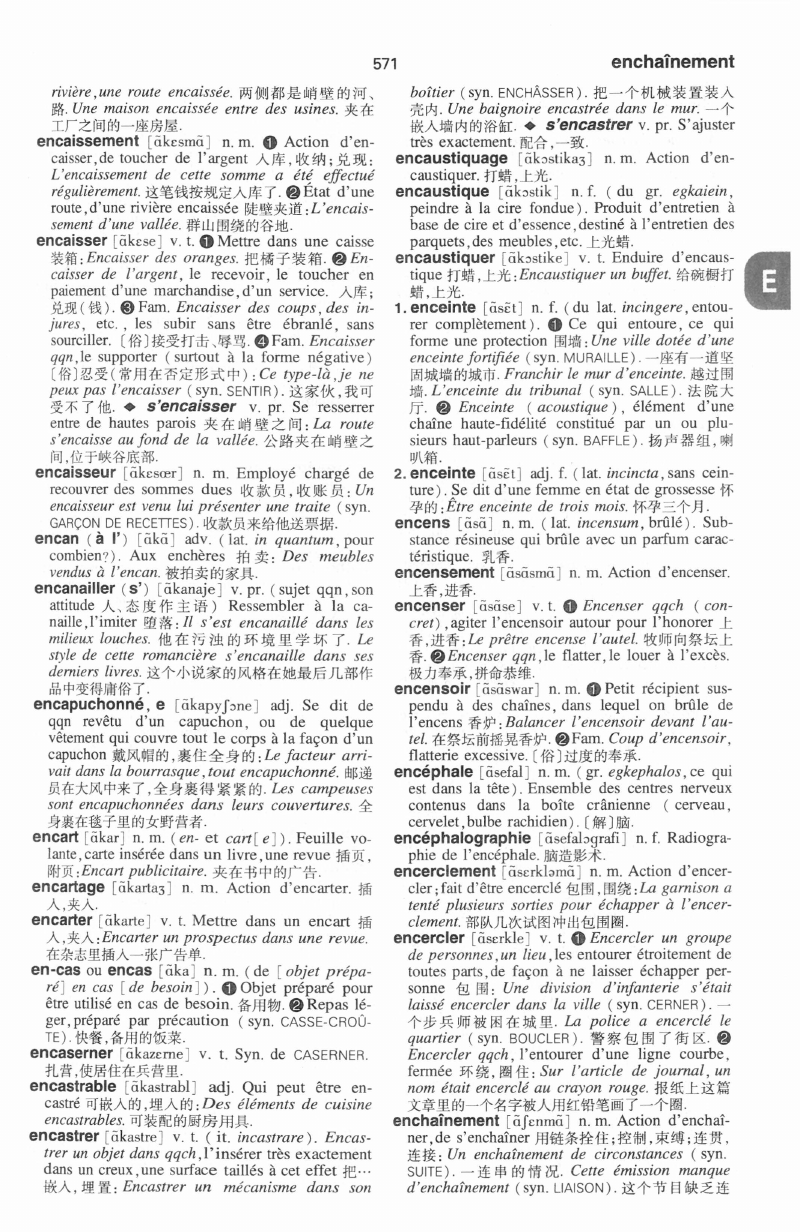 571
enchaînement
rivière,une route encaissée. 两侧都是峭壁的河、
路. Une maison encaissée entre des usines. 夹在
工厂之间的一座房屋.
encaissement [ɑ̃kɛsmɑ̃] n. m. ❶ Action d'en-
caisser,de toucher de l'argent 入库,收纳;兑现:
L'encaissement de cette somme a été effectué
régulièrement. 这笔钱按规定入库了. ❷ État d'une
route,d'une rivière encaissée 陡壁夹道:L'encais-
sement d'une vallée. 群山围绕的谷地.
encaisser [ɑ̃kɛse] v. t. ❶ Mettre dans une caisse
装箱:Encaisser des oranges. 把橘子装箱. ❷ En-
caisser de l'argent, le recevoir, le toucher en
paiement d'une marchandise,d'un service. 入库;
兑现(钱). ❸ Fam. Encaisser des coups, des in-
jures, etc., les subir sans être ébranlé, sans
sourciller. 〔俗〕接受打击、辱骂. ❹ Fam. Encaisser
qqn,le supporter (surtout à la forme négative)
〔俗〕忍受(常用在否定形式中):Ce type-là,je ne
peux pas l'encaisser (syn. SENTIR). 这家伙,我可
受不了他. ◆ s'encaisser v. pr. Se resserrer
entre de hautes parois 夹在峭壁之间:La route
s'encaisse au fond de la vallée. 公路夹在峭壁之
间,位于峡谷底部.
encaisseur [ɑ̃kɛsœr] n. m. Employé chargé de
recouvrer des sommes dues 收款员,收账员:Un
encaisseur est venu lui présenter une traite (syn.
GARÇON DE RECETTES). 收款员来给他送票据.
encan (à l') [ɑ̃kɑ̃] adv. (lat. in quantum, pour
combien?). Aux enchères 拍卖: Des meubles
vendus à l'encan. 被拍卖的家具.
encanailler (s') [ɑ̃kanaje] v. pr. (sujet qqn,son
attitude 人、态度作主语) Ressembler à la ca-
naille,l'imiter 堕落:Il s'est encanaillé dans les
milieux louches. 他在污浊的环境里学坏了. Le
style de cette romancière s'encanaille dans ses
derniers livres. 这个小说家的风格在她最后几部作
品中变得庸俗了.
encapuchonné, e [ɑ̃kapyʃɔne] adj. Se dit de
qqn revêtu d'un capuchon, ou de quelque
vêtement qui couvre tout le corps à la façon d'un
capuchon 戴风帽的,裹住全身的:Le facteur arri-
vait dans la bourrasque,tout encapuchonné. 邮递
员在大风中来了,全身裹得紧紧的. Les campeuses
sont encapuchonnées dans leurs couvertures. 全
身裹在毯子里的女野营者.
encart [ɑ̃kar] n. m. (en- et cart[e]). Feuille vo-
lante,carte insérée dans un livre,une revue 插页,
附页:Encart publicitaire. 夹在书中的广告.
encartage [ɑ̃kartaʒ] n. m. Action d'encarter. 插
入,夹入.
encarter [ɑ̃karte] v. t. Mettre dans un encart 插
入,夹入:Encarter un prospectus dans une revue.
在杂志里插入一张广告单.
en-cas ou encas [ɑ̃ka] n. m. (de [objet prépa-
ré] en cas [de besoin]). ❶ Objet préparé pour
être utilisé en cas de besoin. 备用物. ❷ Repas lé-
ger,préparé par précaution (syn. CASSE-CROÛ-
TE). 快餐,备用的饭菜.
encaserner [ɑ̃kazɛrne] v. t. Syn. de CASERNER.
扎营,使居住在兵营里.
encastrable [ɑ̃kastrabl] adj. Qui peut être en-
castré 可嵌入的,埋入的:Des éléments de cuisine
encastrables. 可装配的厨房用具.
encastrer [ɑ̃kastre] v. t. (it. incastrare). Encas-
trer un objet dans qqch,l'insérer très exactement
dans un creux,une surface taillés à cet effet 把…
嵌入,埋置: Encastrer un mécanisme dans son
boîtier (syn. ENCHÂSSER). 把一个机械装置装入
壳内. Une baignoire encastrée dans le mur. 一个
嵌入墙内的浴缸. ◆ s'encastrer v. pr. S'ajuster
très exactement. 配合,一致.
encaustiquage [ɑ̃kɔstikaʒ] n. m. Action d'en-
caustiquer. 打蜡,上光.
encaustique [ɑ̃kɔstik] n. f. (du gr. egkaiein,
peindre à la cire fondue). Produit d'entretien à
base de cire et d'essence,destiné à l'entretien des
parquets,des meubles,etc. 上光蜡.
encaustiquer [ɑ̃kɔstike] v. t. Enduire d'encaus-
tique 打蜡,上光:Encaustiquer un buffet. 给碗橱打
蜡,上光.
1. enceinte [ɑ̃sɛ̃t] n. f. (du lat. incingere, entou-
rer complètement). ❶ Ce qui entoure, ce qui
forme une protection 围墙:Une ville dotée d'une
enceinte fortifiée (syn. MURAILLE). 一座有一道坚
固城墙的城市. Franchir le mur d'enceinte. 越过围
墙. L'enceinte du tribunal (syn. SALLE). 法院大
厅. ❷ Enceinte (acoustique), élément d'une
chaîne haute-fidélité constitué par un ou plu-
sieurs haut-parleurs (syn. BAFFLE). 扬声器组,喇
叭箱.
2. enceinte [ɑ̃sɛ̃t] adj. f. (lat. incincta, sans cein-
ture). Se dit d'une femme en état de grossesse 怀
孕的:Être enceinte de trois mois. 怀孕三个月.
encens [ɑ̃sɑ̃] n. m. (lat. incensum, brûlé). Sub-
stance résineuse qui brûle avec un parfum carac-
téristique. 乳香.
encensement [ɑ̃sɑ̃smɑ̃] n. m. Action d'encenser.
上香,进香.
encenser [ɑ̃sɑ̃se] v. t. ❶ Encenser qqch (con-
cret),agiter l'encensoir autour pour l'honorer 上
香,进香:Le prêtre encense l'autel. 牧师向祭坛上
香. ❷ Encenser qqn,le flatter,le louer à l'excès.
极力奉承,拼命恭维.
encensoir [ɑ̃sɑ̃swar] n. m. ❶ Petit récipient sus-
pendu à des chaînes, dans lequel on brûle de
l'encens 香炉:Balancer l'encensoir devant l'au-
tel. 在祭坛前摇晃香炉. ❷ Fam. Coup d'encensoir,
flatterie excessive. 〔俗〕过度的奉承.
encéphale [ɑ̃sefal] n. m. (gr. egkephalos, ce qui
est dans la tête). Ensemble des centres nerveux
contenus dans la boîte crânienne (cerveau,
cervelet,bulbe rachidien). 〔解〕脑.
encéphalographie [ɑ̃sefalɔgrafi] n. f. Radiogra-
phie de l'encéphale. 脑造影术.
encerclement [ɑ̃sɛrkləmɑ̃] n. m. Action d'encer-
cler;fait d'être encerclé 包围,围绕:La garnison a
tenté plusieurs sorties pour échapper à l'encer-
clement. 部队几次试图冲出包围圈.
encercler [ɑ̃sɛrkle] v. t. ❶ Encercler un groupe
de personnes,un lieu,les entourer étroitement de
toutes parts,de façon à ne laisser échapper per-
sonne 包围: Une division d'infanterie s'était
laissé encercler dans la ville (syn. CERNER). 一
个步兵师被困在城里. La police a encerclé le
quartier (syn. BOUCLER). 警察包围了街区. ❷
Encercler qqch, l'entourer d'une ligne courbe,
fermée 环绕,圈住:Sur l'article de journal, un
nom était encerclé au crayon rouge. 报纸上这篇
文章里的一个名字被人用红铅笔画了一个圈.
enchaînement [ɑ̃ʃɛnmɑ̃] n. m. Action d'enchaî-
ner,de s'enchaîner 用链条拴住;控制,束缚;连贯,
连接: Un enchaînement de circonstances (syn.
SUITE). 一连串的情况. Cette émission manque
d'enchaînement (syn. LIAISON). 这个节目缺乏连
E